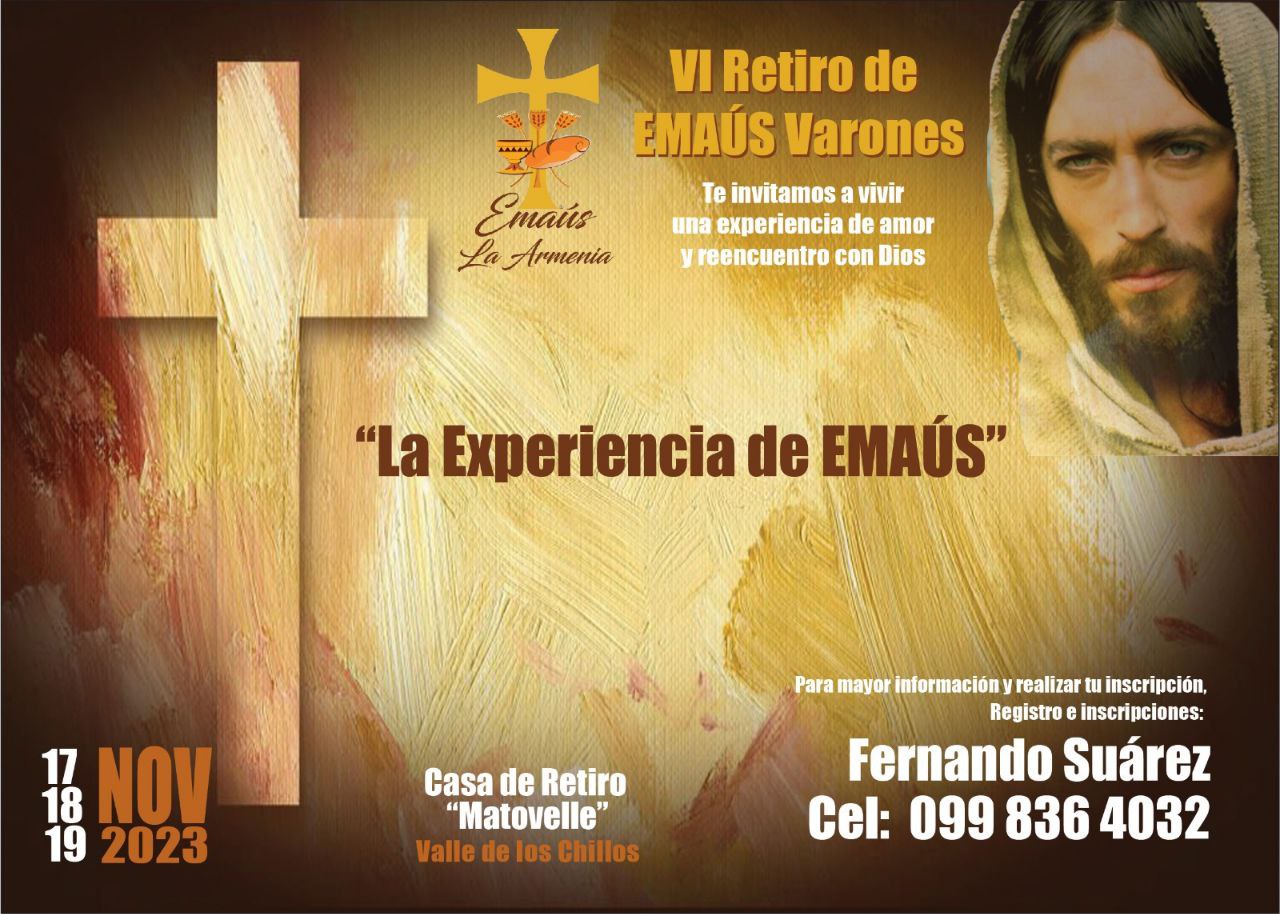 VI Retiro de
EMAÚS Varones
Te invitamos a vivir
una experiencia de amor
y reencuentro con Dios
Emaús
La Armenia
“La Experiencia de EMAÚS”
Para mayor información y realizar tu inscripción,
Registro e inscripciones:
Fernando Suárez
Cel: 099 836 4032
Casa de Retiro
“Matovelle”
Valle de los Chillos
17
18
19
NOV
2023